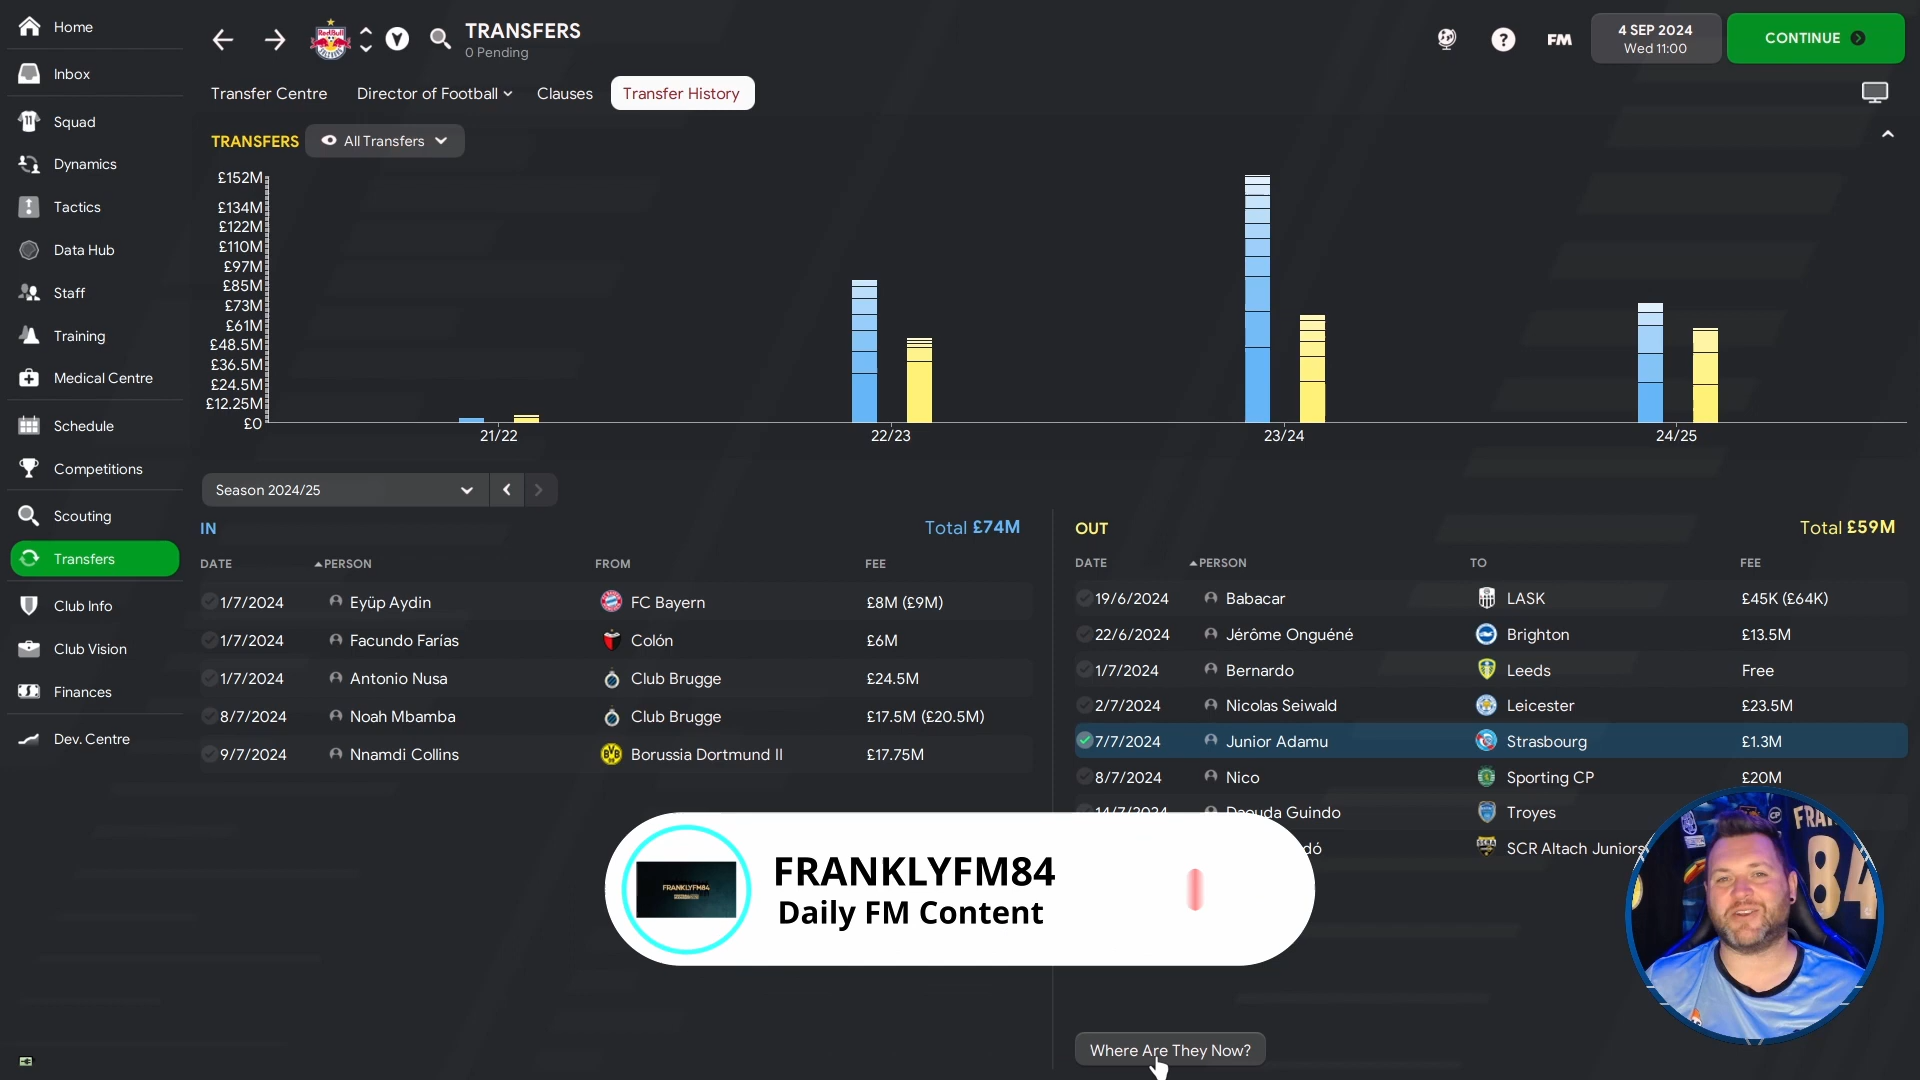 Home
Inbox
Squad
Dynamics
Tactics
Data Hub
Staff
Training
Medical Centre
Schedule
Competitions
Scouting
Transfers
Club Info
Club Vision
Finances
Dev. Centre
TRANSFERS
0 Pending
FM
4 SEP 2024
Wed 11:00
CONTINUE
Transfer Centre
Director of Football
Clauses
Transfer History
TRANSFERS
All Transfers
£152M
£134M
£122M
£110M
£97M
£85M
£73M
£61M
£48.5M
£36.5M
£24.5M
£12.25M
£0
21/22
22/23
23/24
24/25
Season 2024/25
IN
Total £74M
DATE PERSON FROM FEE
1/7/2024 Eyüp Aydin FC Bayern £8M (£9M)
1/7/2024 Facundo Farías Colón £6M
1/7/2024 Antonio Nusa Club Brugge £24.5M
8/7/2024 Noah Mbamba Club Brugge £17.5M (£20.5M)
9/7/2024 Nnamdi Collins Borussia Dortmund II £17.75M
OUT
Total £59M
DATE PERSON TO FEE
19/6/2024 Babacar LASK £45K (£64K)
22/6/2024 Jérôme Onguéné Brighton £13.5M
1/7/2024 Bernardo Leeds Free
2/7/2024 Nicolas Seiwald Leicester £23.5M
7/7/2024 Junior Adamu Strasbourg £1.3M
8/7/2024 Nico Sporting CP £20M
14/7/2024 Daouda Guindo Troyes
SCR Altach Juniors
FRANKLYFM84
Daily FM Content
FRANKLYFM84
84
Where Are They Now?